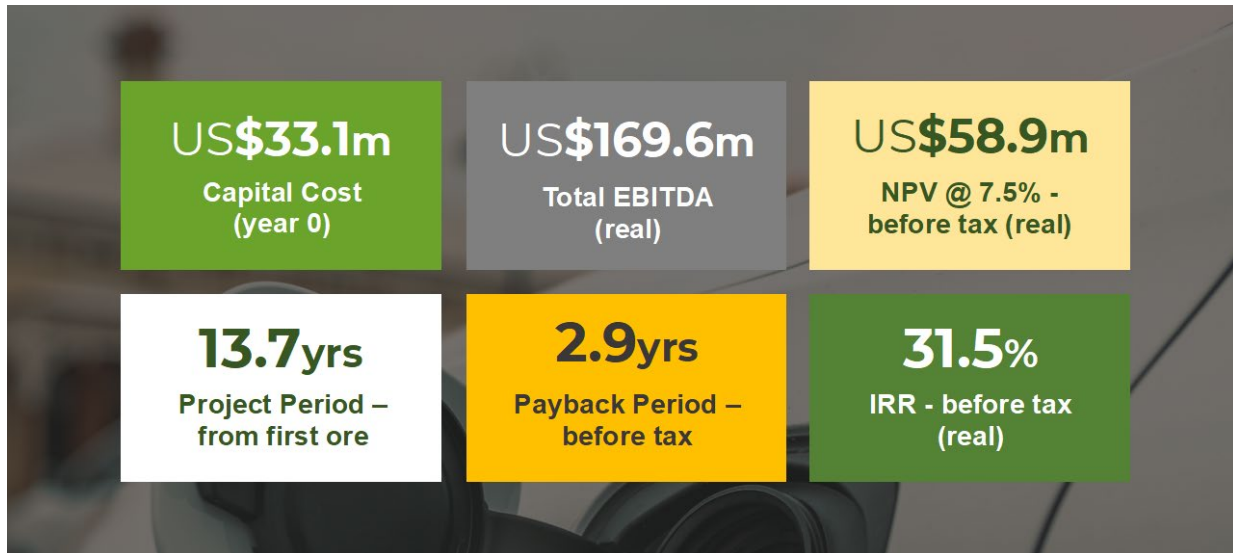 US$33.1m
Capital Cost
(year 0)
US$169.6m
Total EBITDA
(real)
US$58.9m
NPV @ 7.5% -
before tax (real)
13.7yrs
Project Period –
from first ore
2.9yrs
Payback Period –
before tax
31.5%
IRR - before tax
(real)